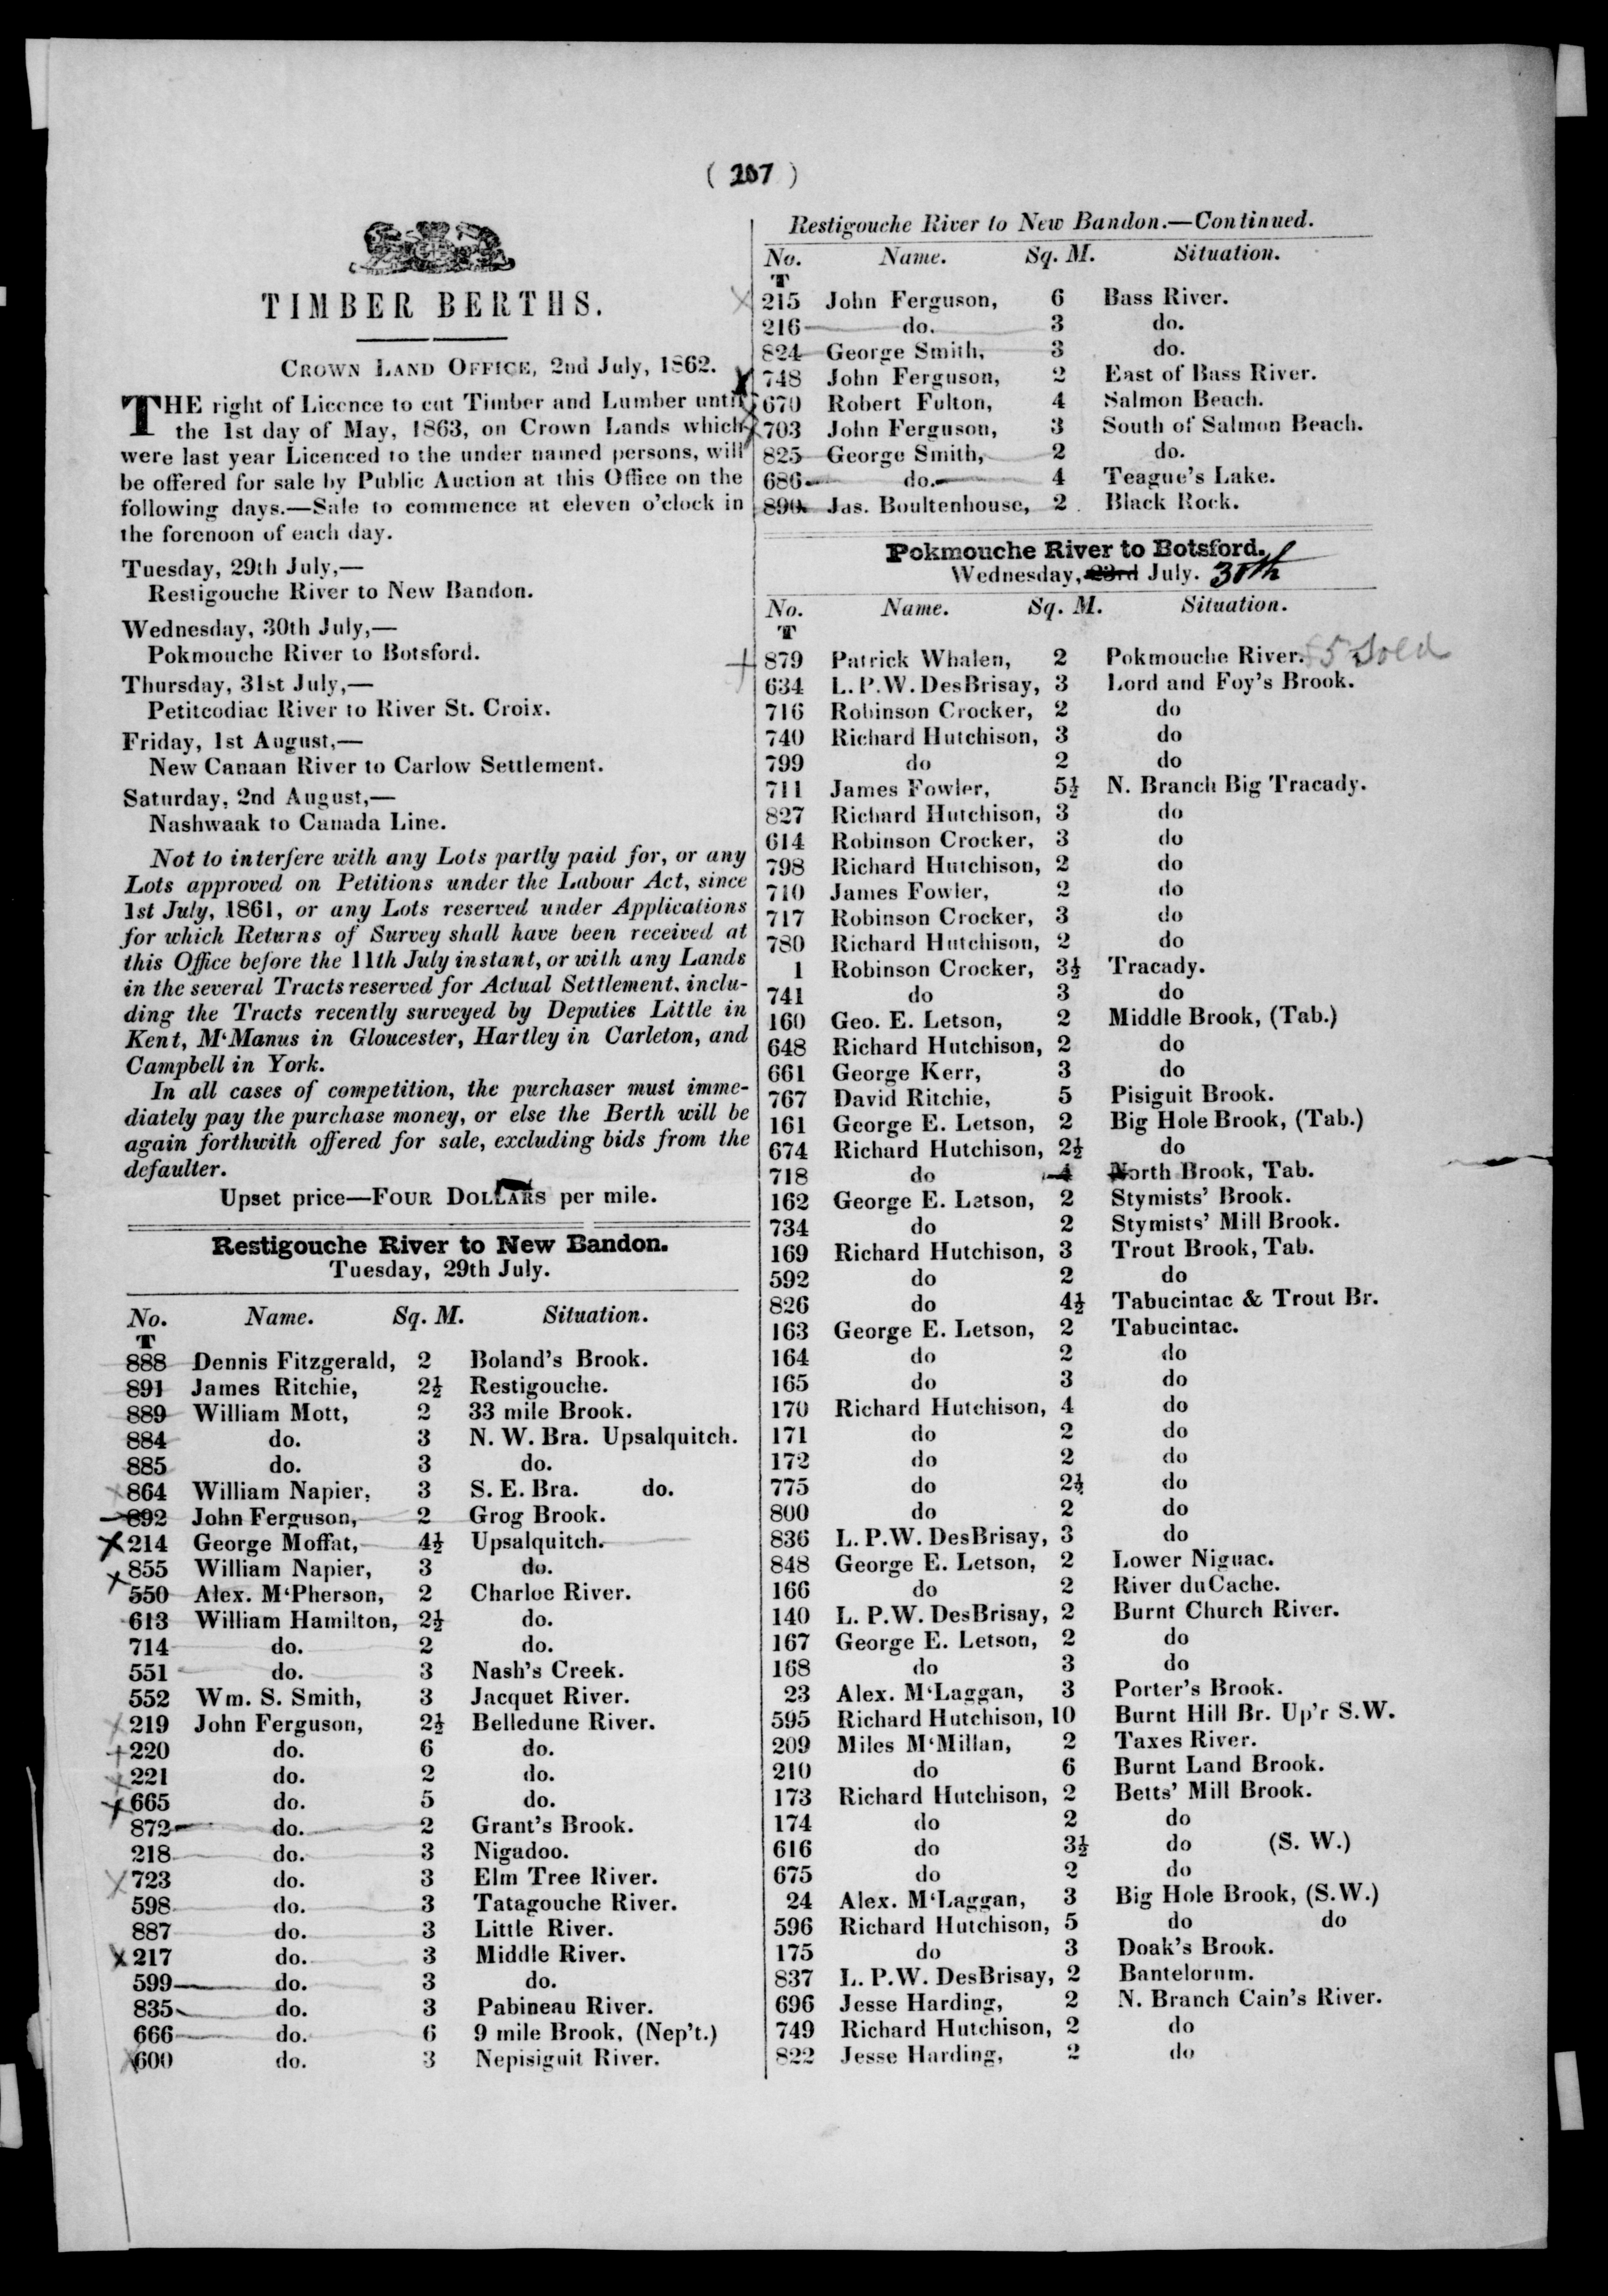 ( 207 )
TIMBER BERTHS.
CROWN LAND OFFICE, 2nd July, 1862.
THE right of Licence to cut Timber and Lumber until
the 1st day of May, 1863, on Crown Lands which
were last year Licenced to the under named persons, will
be offered for sale by Public Auction at this Office on the
following days.—Sale to commence at eleven o'clock in
the forenoon of each day.
Tuesday, 29th July,—
Restigouche River to New Bandon.
Wednesday, 30th July,—
Pokmouche River to Botsford.
Thursday, 31st July,—
Petitcodiac River to River St. Croix.
Friday, 1st August,—
New Canaan River to Carlow Settlement.
Saturday, 2nd August,—
Nashwaak to Canada Line.
Not to interfere with any Lots partly paid for, or any
Lots approved on Petitions under the Labour Act, since
1st July, 1861, or any Lots reserved under Applications
for which Returns of Survey shall have been received at
this Office before the 11th July instant, or with any Lands
in the several Tracts reserved for Actual Settlement, inclu-
ding the Tracts recently surveyed by Deputies Little in
Kent, M'Manus in Gloucester, Hartley in Carleton, and
Campbell in York.
In all cases of competition, the purchaser must imme-
diately pay the purchase money, or else the Berth will be
again forthwith offered for sale, excluding bids from the
defaulter.
Upset price—FOUR DOLLARS per mile.
Restigouche River to New Bandon.
Tuesday, 29th July.
No. Name. Sq. M. Situation.
T
888 Dennis Fitzgerald, 2 Boland's Brook.
891 James Ritchie, 2½ Restigouche.
889 William Mott, 2 33 mile Brook.
884 do. 3 N. W. Bra. Upsalquitch.
885 do. 3 do.
864 William Napier, 3 S. E. Bra. do.
892 John Ferguson, 2 Grog Brook.
214 George Moffat, 4½ Upsalquitch.
855 William Napier, 3 do.
550 Alex. M'Pherson, 2 Charloe River.
613 William Hamilton, 2½ do.
714 do. 2 do.
551 do. 3 Nash's Creek.
552 Wm. S. Smith, 3 Jacquet River.
219 John Ferguson, 2½ Belledune River.
220 do. 6 do.
221 do. 2 do.
665 do. 5 do.
872 do. 2 Grant's Brook.
218 do. 3 Nigadoo.
723 do. 3 Elm Tree River.
598 do. 3 Tatagouche River.
887 do. 3 Little River.
217 do. 3 Middle River.
599 do. 3 do.
835 do. 3 Pabineau River.
666 do. 6 9 mile Brook, (Nep't.)
600 do. 3 Nepisiguit River.
Restigouche River to New Bandon.—Continued.
No. Name. Sq. M. Situation.
T
215 John Ferguson, 6 Bass River.
216 do. 3 do.
824 George Smith, 3 do.
748 John Ferguson, 2 East of Bass River.
670 Robert Fulton, 4 Salmon Beach.
703 John Ferguson, 3 South of Salmon Beach.
825 George Smith, 2 do.
686 do. 4 Teague's Lake.
890 Jas. Boultenhouse, 2 Black Rock.
Pokmouche River to Botsford.
Wednesday, 23rd July. 30th
No. Name. Sq. M. Situation.
T
879 Patrick Whalen, 2 Pokmouche River. $5 Sold
634 L. P. W. DesBrisay, 3 Lord and Foy's Brook.
716 Robinson Crocker, 2 do
740 Richard Hutchison, 3 do
799 do 2 do
711 James Fowler, 5½ N. Branch Big Tracady.
827 Richard Hutchison, 3 do
614 Robinson Crocker, 3 do
798 Richard Hutchison, 2 do
710 James Fowler, 2 do
717 Robinson Crocker, 3 do
780 Richard Hutchison, 2 do
1 Robinson Crocker, 3½ Tracady.
741 do 3 do
160 Geo. E. Letson, 2 Middle Brook, (Tab.)
648 Richard Hutchison, 2 do
661 George Kerr, 3 do
767 David Ritchie, 5 Pisiguit Brook.
161 George E. Letson, 2 Big Hole Brook, (Tab.)
674 Richard Hutchison, 2½ do
718 do 4 North Brook, Tab.
162 George E. Letson, 2 Stymists' Brook.
734 do 2 Stymists' Mill Brook.
169 Richard Hutchison, 3 Trout Brook, Tab.
592 do 2 do
826 do 4½ Tabucintac & Trout Br.
163 George E. Letson, 2 Tabucintac.
164 do 2 do
165 do 3 do
170 Richard Hutchison, 4 do
171 do 2 do
172 do 2 do
775 do 2½ do
800 do 2 do
836 L. P. W. DesBrisay, 3 do
848 George E. Letson, 2 Lower Niguac.
166 do 2 River duCache.
140 L. P. W. DesBrisay, 2 Burnt Church River.
167 George E. Letson, 2 do
168 do 3 do
23 Alex. M'Laggan, 3 Porter's Brook.
595 Richard Hutchison, 10 Burnt Hill Br. Up'r S.W.
209 Miles M'Millan, 2 Taxes River.
210 do 6 Burnt Land Brook.
173 Richard Hutchison, 2 Betts' Mill Brook.
174 do 2 do
616 do 3½ do (S. W.)
675 do 2 do
24 Alex. M'Laggan, 3 Big Hole Brook, (S.W.)
596 Richard Hutchison, 5 do do
175 do 3 Doak's Brook.
837 L. P. W. DesBrisay, 2 Bantelorum.
696 Jesse Harding, 2 N. Branch Cain's River.
749 Richard Hutchison, 2 do
822 Jesse Harding, 2 do